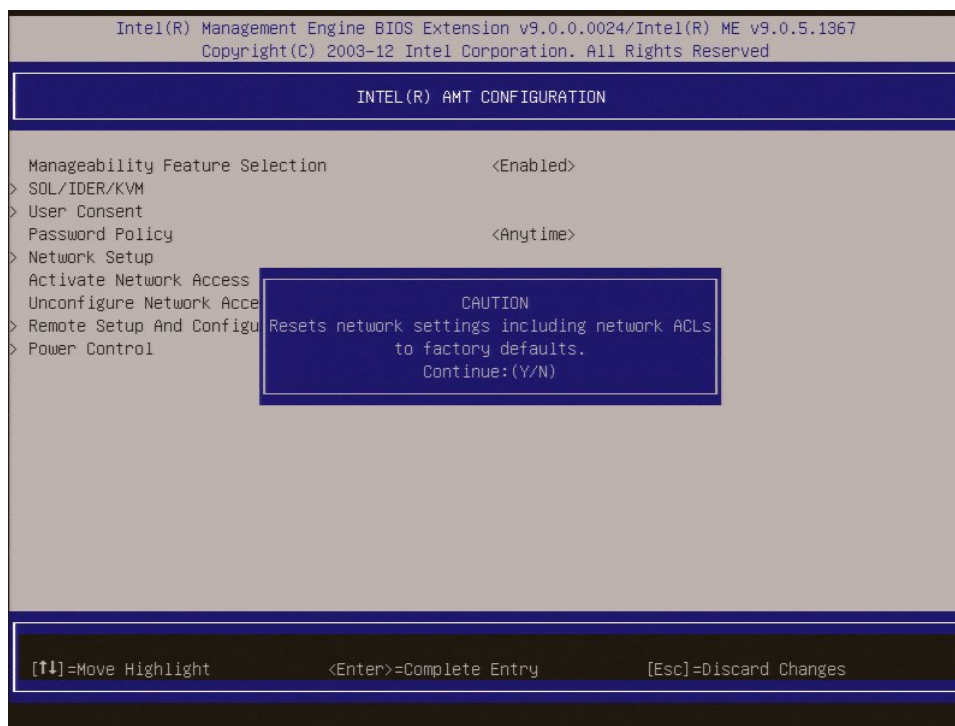 Intel(R) Management Engine BIOS Extension v9.0.0.0024/Intel(R) ME v9.0.5.1367
Copyright(C) 2003-12 Intel Corporation. All Rights Reserved
INTEL(R) AMT CONFIGURATION
Manageability Feature Selection <Enabled>
> SOL/IDER/KVM
> User Consent
Password Policy <Anytime>
> Network Setup
Activate Network Access
Unconfigure Network Acce
> Remote Setup And Configu
> Power Control
CAUTION
Resets network settings including network ACLs
to factory defaults.
Continue:(Y/N)
[↑↓]=Move Highlight <Enter>=Complete Entry [Esc]=Discard Changes